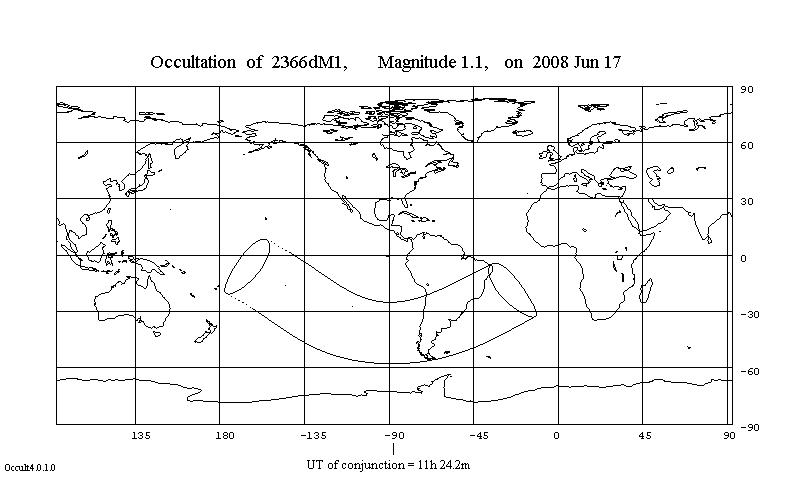 Occultation of 2366dM1, Magnitude 1.1, on 2008 Jun 17
90
60
30
0
-30
-60
-90
135 180 -135 -90 -45 0 45 90
UT of conjunction = 11h 24.2m
Occult4.0.1.0